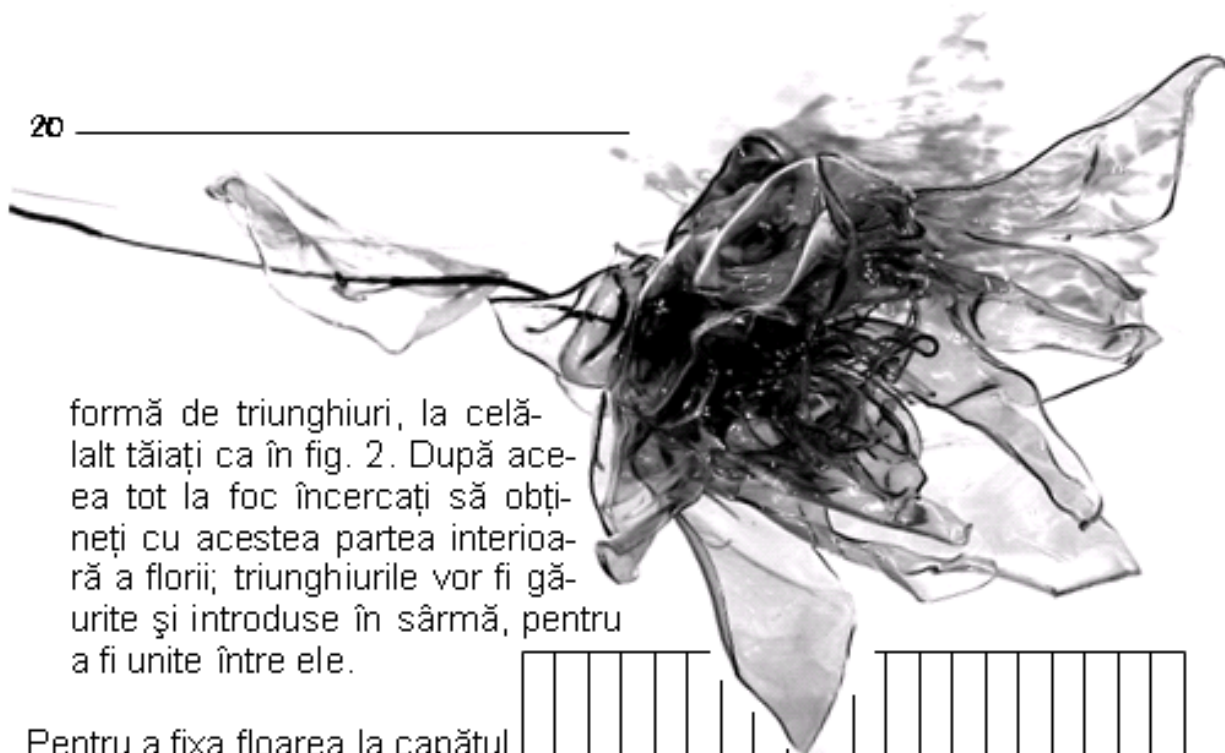 20
formă de triunghiuri, la celă-
lalt tăiați ca în fig. 2. După ace-
ea tot la foc încercați să obți-
neți cu acestea partea interioa-
ră a florii; triunghiurile vor fi gă-
urite şi introduse în sârmă, pentru
a fi unite între ele.
Pentru a fixa floarea la capătul